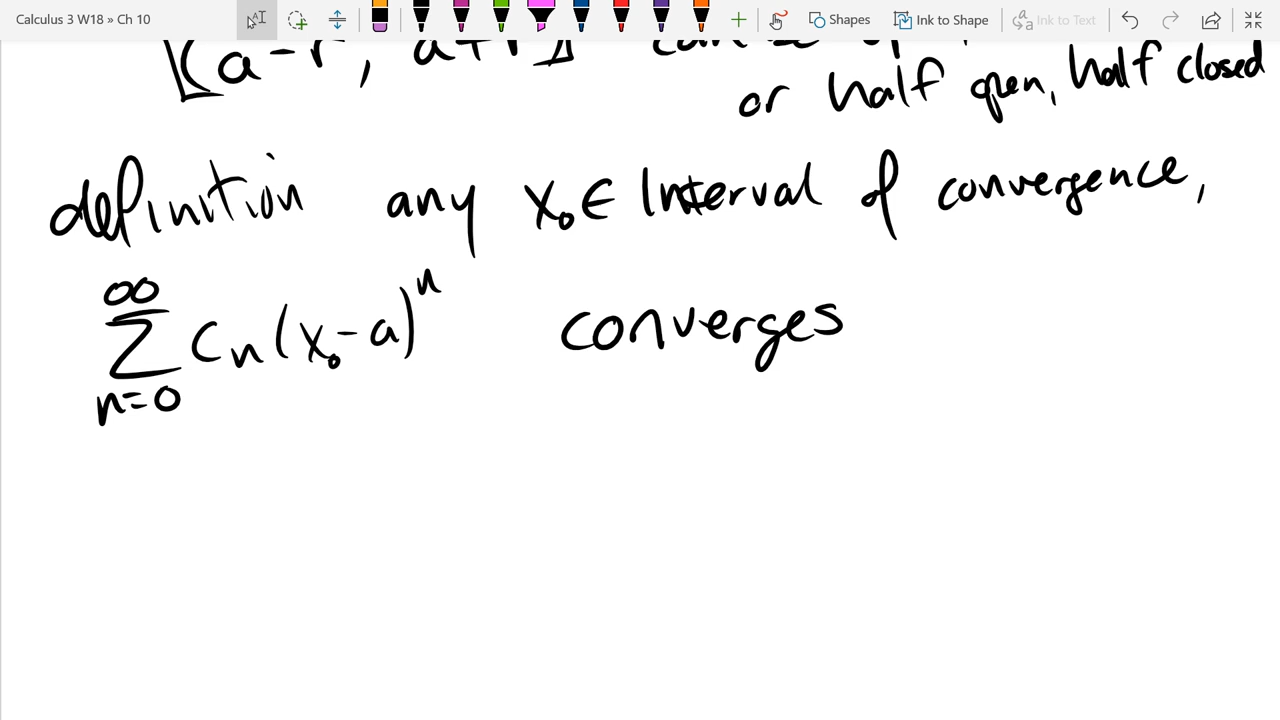 Calculus 3 W18 » Ch 10
Shapes
Ink to Shape
Ink to Text
[(a-r, a+r)]
or half open, half closed
definition any x₀∈ Interval of convergence,
∞
Σ Cn(x₀-a)ⁿ converges
n=0